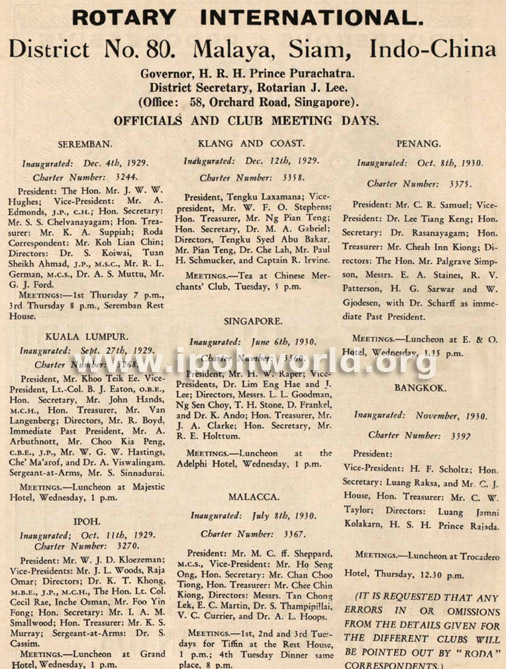 ROTARY INTERNATIONAL.
District No. 80. Malaya, Siam, Indo-China
Governor, H. R. H. Prince Purachatra.
District Secretary, Rotarian J. Lee.
(Office: 58, Orchard Road, Singapore).
OFFICIALS AND CLUB MEETING DAYS.
SEREMBAN.
Inaugurated: Dec. 4th, 1929.
Charter Number: 3244.
President: The Hon. Mr. J. W. W.
Hughes; Vice-President: Mr. A.
Edmonds, J.P., C.H.; Hon. Secretary:
Mr. S. S. Chelvanayagam; Hon. Trea-
surer: Mr. K. A. Suppiah; Roda
Correspondent: Mr. Koh Lian Chin;
Directors: Dr. S. Koiwai, Tuan
Sheikh Ahmad, J.P., M.S.C., Mr. R. L.
German, M.C.S., Dr. A. S. Muttu, Mr.
G. J. Ford.
MEETINGS:—1st Thursday 7 p.m.,
3rd Thursday 8 p.m., Seremban Rest
House.
KUALA LUMPUR.
Inaugurated: Sept. 27th, 1929.
Charter Number: 3268.
President, Mr. Khoo Teik Ee. Vice-
President, Lt.-Col. B. J. Eaton, O.B.E.,
Hon. Secretary, Mr. John Hands,
M.C.H., Hon. Treasurer, Mr. Van
Langenberg; Directors, Mr. R. Boyd,
Immediate Past President, Mr. A.
Arbuthnott, Mr. Choo Kia Peng,
C.B.E., J.P., Mr. W. G. W. Hastings,
Che' Ma'arof, and Dr. A. Viswalingam.
Sergeant-at-Arms, Mr. S. Sinnadurai.
MEETINGS.—Luncheon at Majestic
Hotel, Wednesday, 1 p.m.
IPOH.
Inaugurated; Oct. 11th, 1929.
Charter Number: 3270.
President: Mr. W. J. D. Kloezeman;
Vice-Presidents: Mr. J. L. Woods, Raja
Omar; Directors; Dr. K. T. Khong,
M.B.E., J.P., M.C.H., The Hon. Lt. Col.
Cecil Rae, Inche Osman, Mr. Foo Yin
Fong; Hon. Secretary: Mr. I. A. M.
Smallwood; Hon. Treasurer: Mr. K. S.
Murray; Sergeant-at-Arms: Dr. S.
Cassim.
MEETINGS.—Luncheon at Grand
Hotel, Wednesday, 1 p.m.
KLANG AND COAST.
Inaugurated: Dec. 12th, 1929.
Charter Number: 3358.
President, Tengku Laxamana; Vice-
president, Mr. W. F. O. Stephens;
Hon. Treasurer, Mr. Ng Pian Teng;
Hon. Secretary, Dr. M. A. Gabriel;
Directors, Tengku Syed Abu Bakar.
Mr. Pian Teng, Dr. Che Lah, Mr. Paul
H. Schmucker, and Captain R. Irvine.
MEETINGS.—Tea at Chinese Mer-
chants' Club, Tuesday, 5 p.m.
SINGAPORE.
Inaugurated: June 6th, 1930.
Charter Number: 3360.
President, Mr. H. W. Raper; Vice-
Presidents, Dr. Lim Eng Hae and J.
Lee; Directors, Messrs. L. L. Goodman,
Ng Sen Choy, T. H. Stone, D. Frankel,
and Dr. K. Ando; Hon. Treasurer, Mr.
J. A. Clarke; Hon. Secretary, Mr.
R. E. Holttum.
MEETINGS.—Luncheon at the
Adelphi Hotel, Wednesday, 1 p.m.
MALACCA.
Inaugurated: July 8th, 1930.
Charter Number: 3367.
President: Mr. M. C. ff. Sheppard,
M.C.S., Vice-President: Mr. Ho Seng
Ong, Hon. Secretary: Mr. Chan Choo
Tiong, Hon. Treasurer: Mr. Chee Chin
Kiong, Directors: Messrs. Tan Chong
Lek, E. C. Martin, Dr. S. Thampipillai,
V. C. Currier, and Dr. A. L. Hoops.
MEETINGS.—1st, 2nd and 3rd Tues-
days for Tiffin at the Rest House,
1 p.m.; 4th Tuesday Dinner same
place, 8 p.m.
PENANG.
Inaugurated: Oct. 8th, 1930.
Charter Number: 3375.
President: Mr. C. R. Samuel; Vice-
President: Dr. Lee Tiang Keng; Hon.
Secretary: Dr. Rasanayagam; Hon.
Treasurer: Mr. Cheah Inn Kiong; Di-
rectors: The Hon. Mr. Palgrave Simp-
son, Messrs. E. A. Staines, R. V.
Patterson, H. G. Sarwar and W.
Gjodesen, with Dr. Scharff as imme-
diate Past President.
MEETINGS.—Luncheon at E. & O.
Hotel, Wednesday, 1.15 p.m.
BANGKOK.
Inaugurated: November, 1930.
Charter Number: 3397
President:
Vice-President: H. F. Scholtz; Hon.
Secretary: Luang Raksa, and Mr. C. J.
House, Hon. Treasurer: Mr. C. W.
Taylor; Directors: Luang Jamni
Kolakarn, H. S. H. Prince Rajada.
MEETINGS.—Luncheon at Trocadero
Hotel, Thursday, 12.30 p.m.
(IT IS REQUESTED THAT ANY
ERRORS IN OR OMISSIONS
FROM THE DETAILS GIVEN FOR
THE DIFFERENT CLUBS WILL
BE POINTED OUT BY "RODA"
CORRESPONDENTS.)